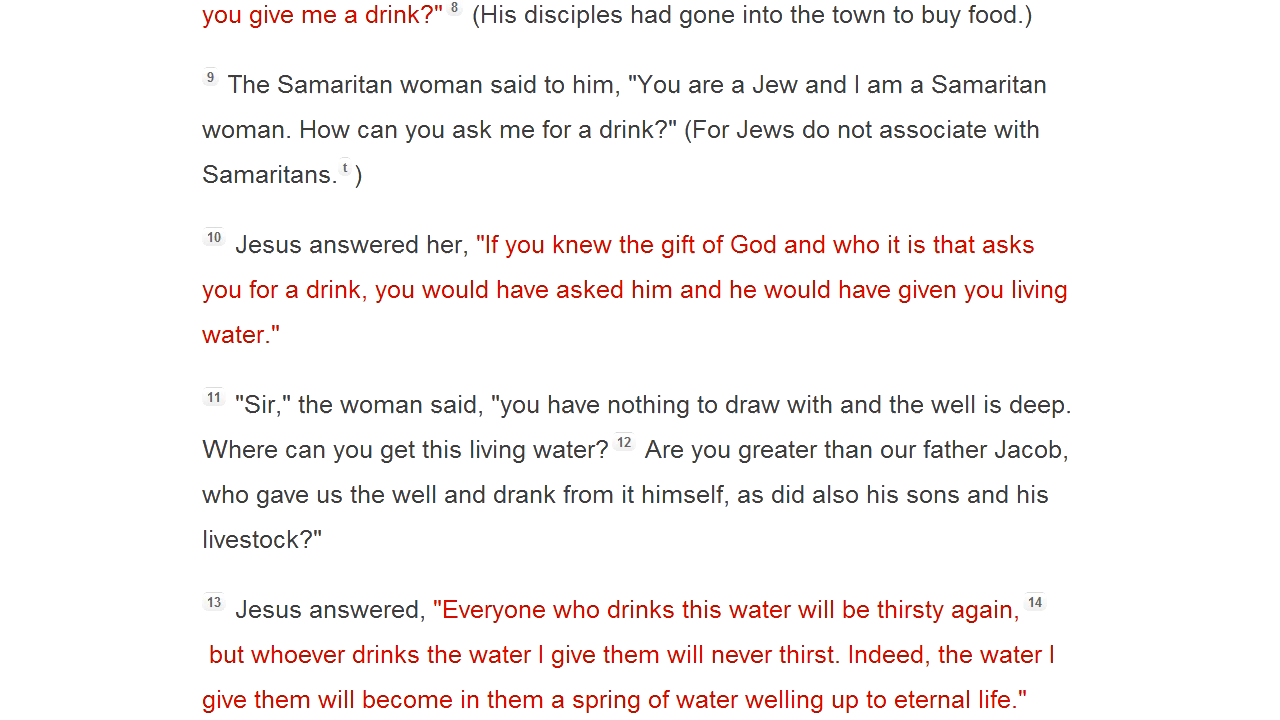 you give me a drink?" 8 (His disciples had gone into the town to buy food.)
9 The Samaritan woman said to him, "You are a Jew and I am a Samaritan
woman. How can you ask me for a drink?" (For Jews do not associate with
Samaritans. t )
10 Jesus answered her, "If you knew the gift of God and who it is that asks
you for a drink, you would have asked him and he would have given you living
water."
11 "Sir," the woman said, "you have nothing to draw with and the well is deep.
Where can you get this living water? 12 Are you greater than our father Jacob,
who gave us the well and drank from it himself, as did also his sons and his
livestock?"
13 Jesus answered, "Everyone who drinks this water will be thirsty again, 14
but whoever drinks the water I give them will never thirst. Indeed, the water I
give them will become in them a spring of water welling up to eternal life."